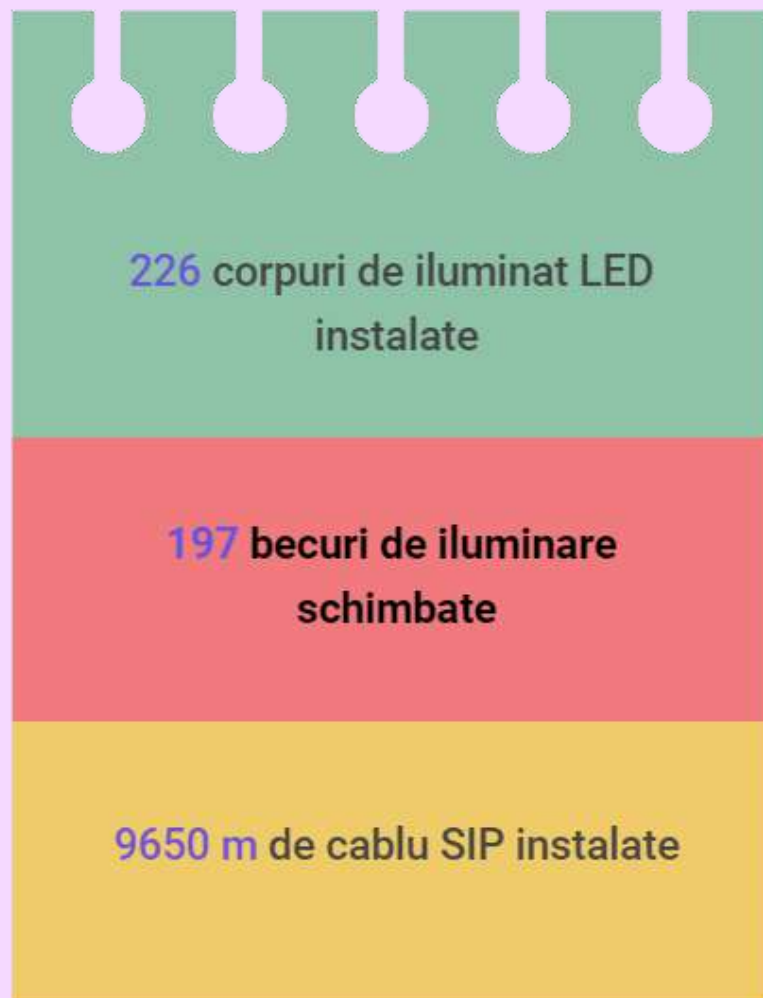 226 corpuri de iluminat LED
instalate
197 becuri de iluminare
schimbate
9650 m de cablu SIP instalate